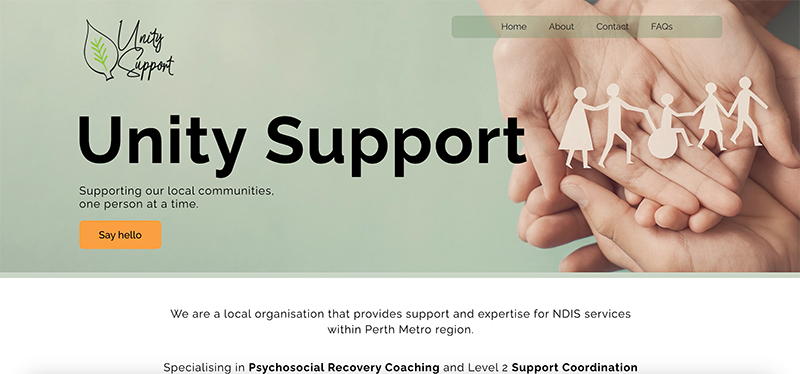 Unity
Support
Home About Contact FAQs
Unity Support
Supporting our local communities,
one person at a time.
Say hello
We are a local organisation that provides support and expertise for NDIS services
within Perth Metro region.
Specialising in Psychosocial Recovery Coaching and Level 2 Support Coordination